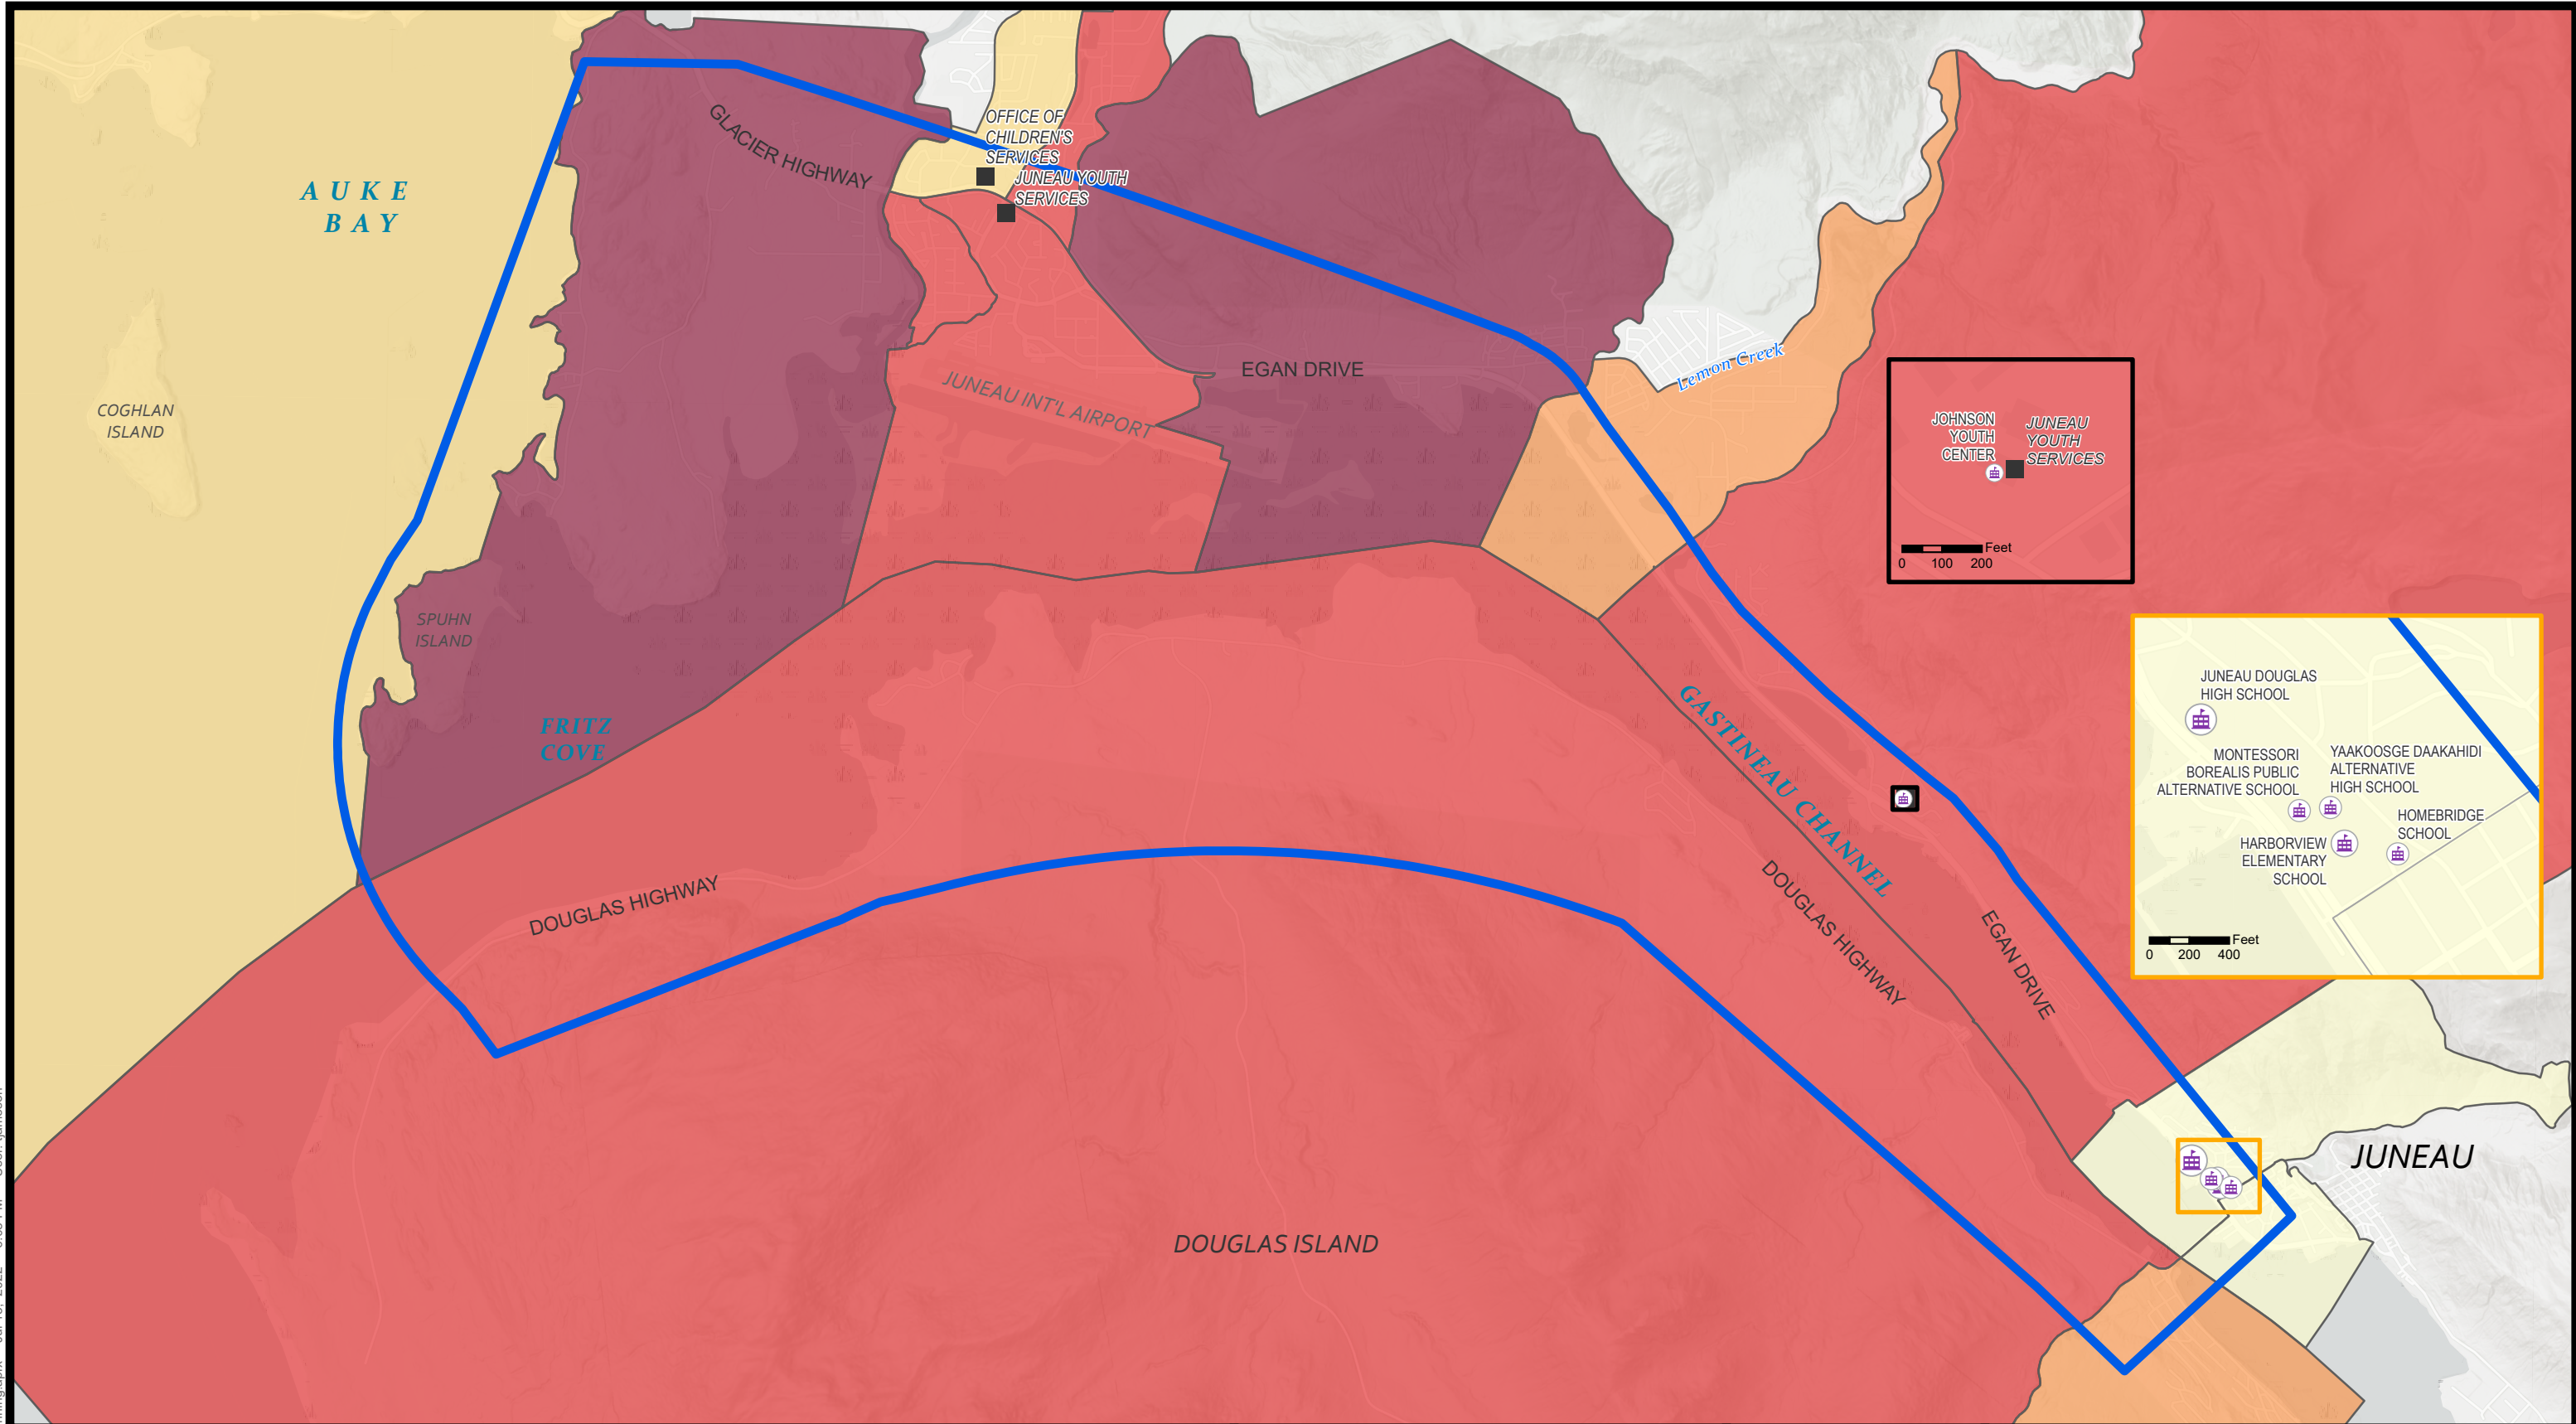 OFFICE OF
CHILDREN'S
SERVICES
JUNEAU YOUTH
SERVICES
GLACIER HIGHWAY
AUKE
BAY
COGHLAN
ISLAND
JUNEAU INT'L AIRPORT
EGAN DRIVE
Lemon Creek
JOHNSON
YOUTH
CENTER
JUNEAU
YOUTH
SERVICES
Feet
0 100 200
SPUHN
ISLAND
FRITZ
COVE
GASTINEAU CHANNEL
JUNEAU DOUGLAS
HIGH SCHOOL
MONTESSORI
BOREALIS PUBLIC
ALTERNATIVE SCHOOL
YAAKOOSGE DAAKAHIDI
ALTERNATIVE
HIGH SCHOOL
HOMEBRIDGE
SCHOOL
HARBORVIEW
ELEMENTARY
SCHOOL
Feet
0 200 400
DOUGLAS HIGHWAY
DOUGLAS HIGHWAY
EGAN DRIVE
JUNEAU
DOUGLAS ISLAND